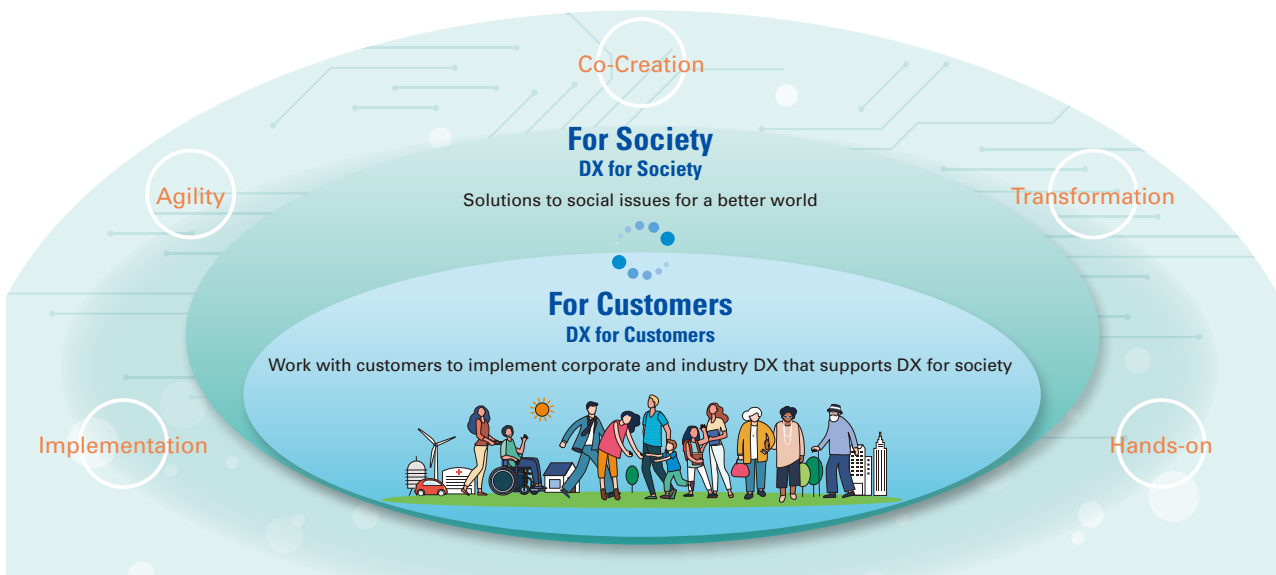 Co-Creation
For Society
DX for Society
Agility
Transformation
Solutions to social issues for a better world
For Customers
DX for Customers
Work with customers to implement corporate and industry DX that supports DX for society
Implementation
Hands-on